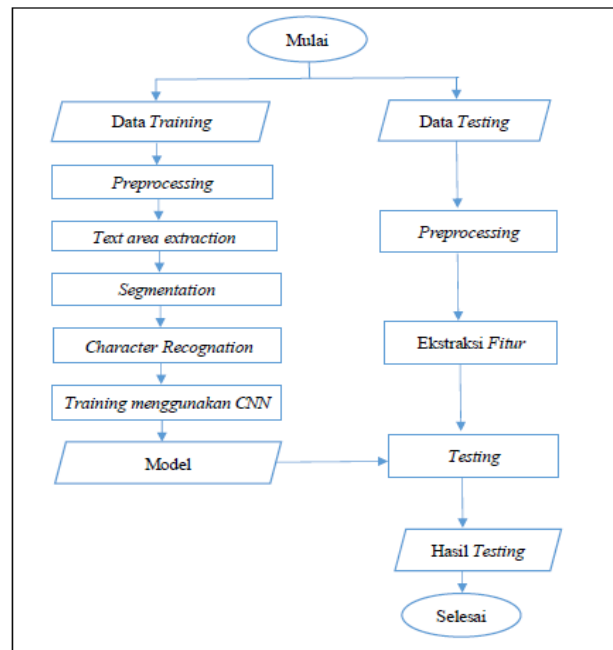 Mulai
Data Training
Preprocessing
Text area extraction
Segmentation
Character Recognation
Training menggunakan CNN
Model
Data Testing
Preprocessing
Ekstraksi Fitur
Testing
Hasil Testing
Selesai